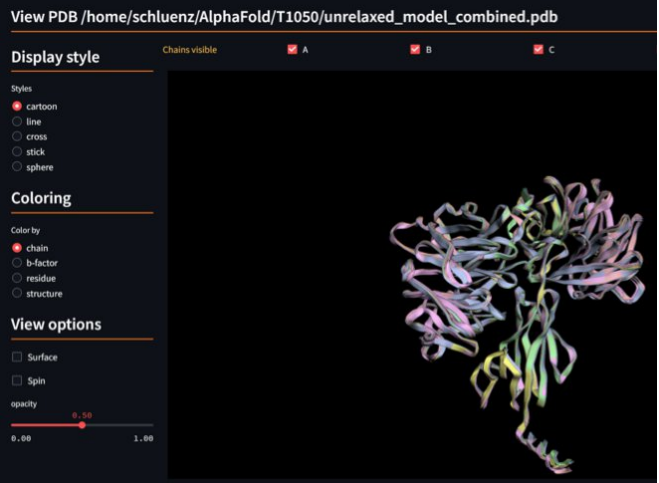 View PDB /home/schluenz/AlphaFold/T1050/unrelaxed_model_combined.pdb
Display style
Chains visible
A
B
C
Styles
cartoon
line
cross
stick
sphere
Coloring
Color by
chain
b-factor
residue
structure
View options
Surface
Spin
opacity
0.50
0.00 1.00